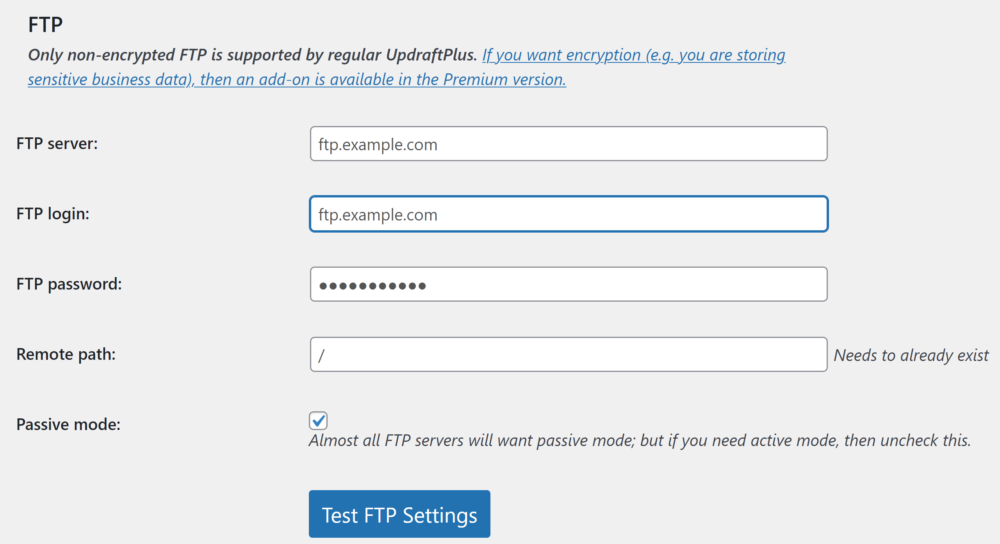 FTP
Only non-encrypted FTP is supported by regular UpdraftPlus. If you want encryption (e.g. you are storing
sensitive business data), then an add-on is available in the Premium version.
FTP server: ftp.example.com
FTP login: ftp.example.com
FTP password: •••••••••••
Remote path: / Needs to already exist
Passive mode:
Almost all FTP servers will want passive mode; but if you need active mode, then uncheck this.
Test FTP Settings